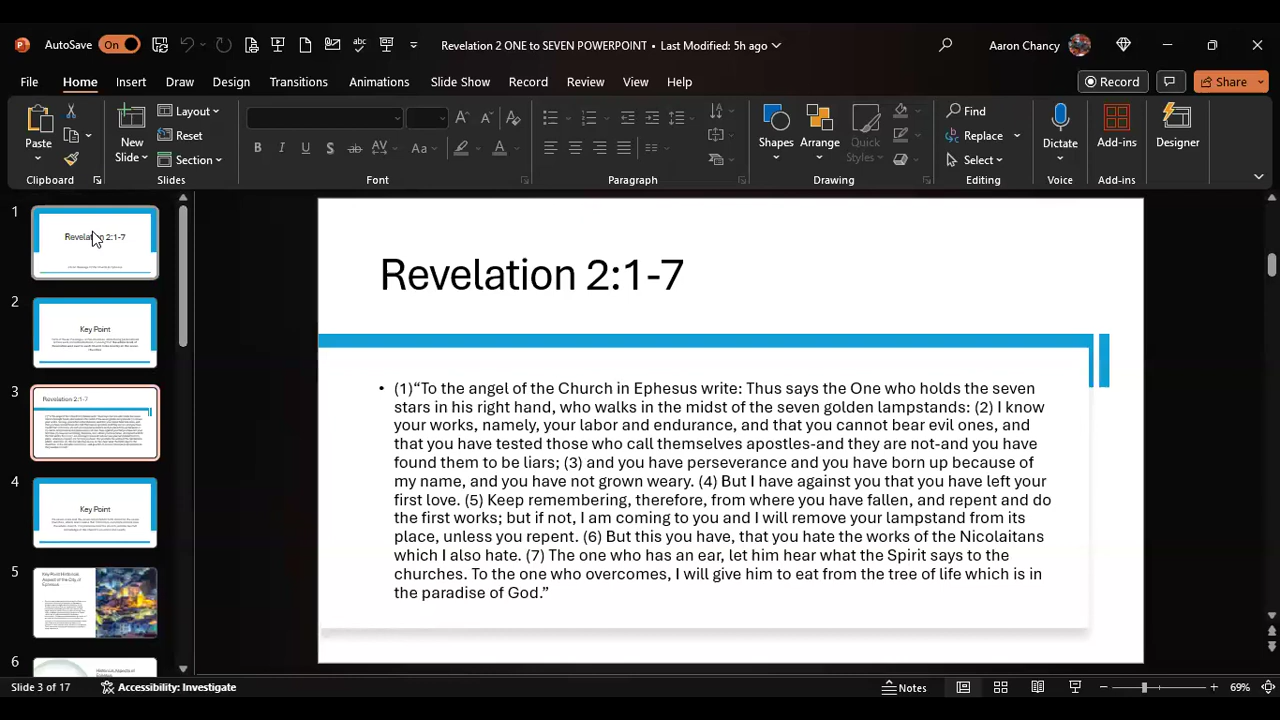 AutoSave On
Revelation 2 ONE to SEVEN POWERPOINT • Last Modified: 5h ago
Aaron Chancy
File Home Insert Draw Design Transitions Animations Slide Show Record Review View Help
Record
Share
Paste
New Slide
Layout
Reset
Section
Shapes
Arrange
Quick Styles
Find
Replace
Select
Dictate
Add-ins
Designer
Clipboard
Slides
Font
Paragraph
Drawing
Editing
Voice
Add-ins
1
Revelation 2:1-7
2
Key Point
3
Revelation 2:1-7
4
Key Point
5
6
Revelation 2:1-7
• (1)“To the angel of the Church in Ephesus write: Thus says the One who holds the seven
stars in his right hand, who walks in the midst of the seven golden lampstands: (2) I know
your works, namely, your labor and endurance, and that you cannot bear evil ones, and
that you have tested those who call themselves apostles-and they are not-and you have
found them to be liars; (3) and you have perseverance and you have born up because of
my name, and you have not grown weary. (4) But I have against you that you have left your
first love. (5) Keep remembering, therefore, from where you have fallen, and repent and do
the first works; but if not, I am coming to you and I will remove your lampstand from its
place, unless you repent. (6) But this you have, that you hate the works of the Nicolaitans
which I also hate. (7) The one who has an ear, let him hear what the Spirit says to the
churches. To the one who overcomes, I will give him to eat from the tree of life which is in
the paradise of God.”
Slide 3 of 17
Accessibility: Investigate
Notes
69%